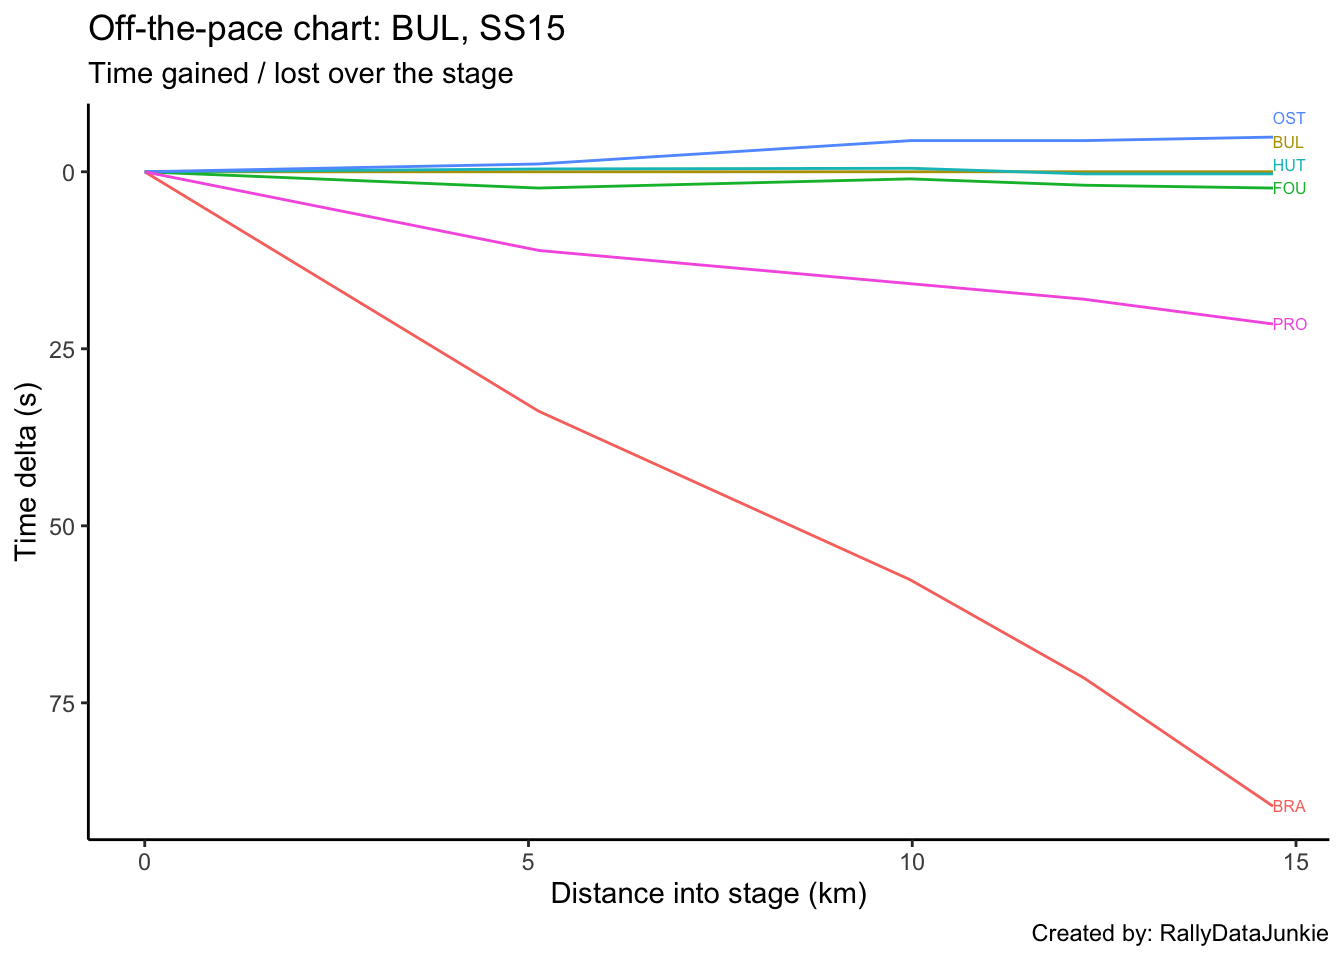 Off-the-pace chart: BUL, SS15
Time gained / lost over the stage
OST
BUL
HUT
FOU
PRO
BRA
0
25
50
75
Time delta (s)
0
5
10
15
Distance into stage (km)
Created by: RallyDataJunkie